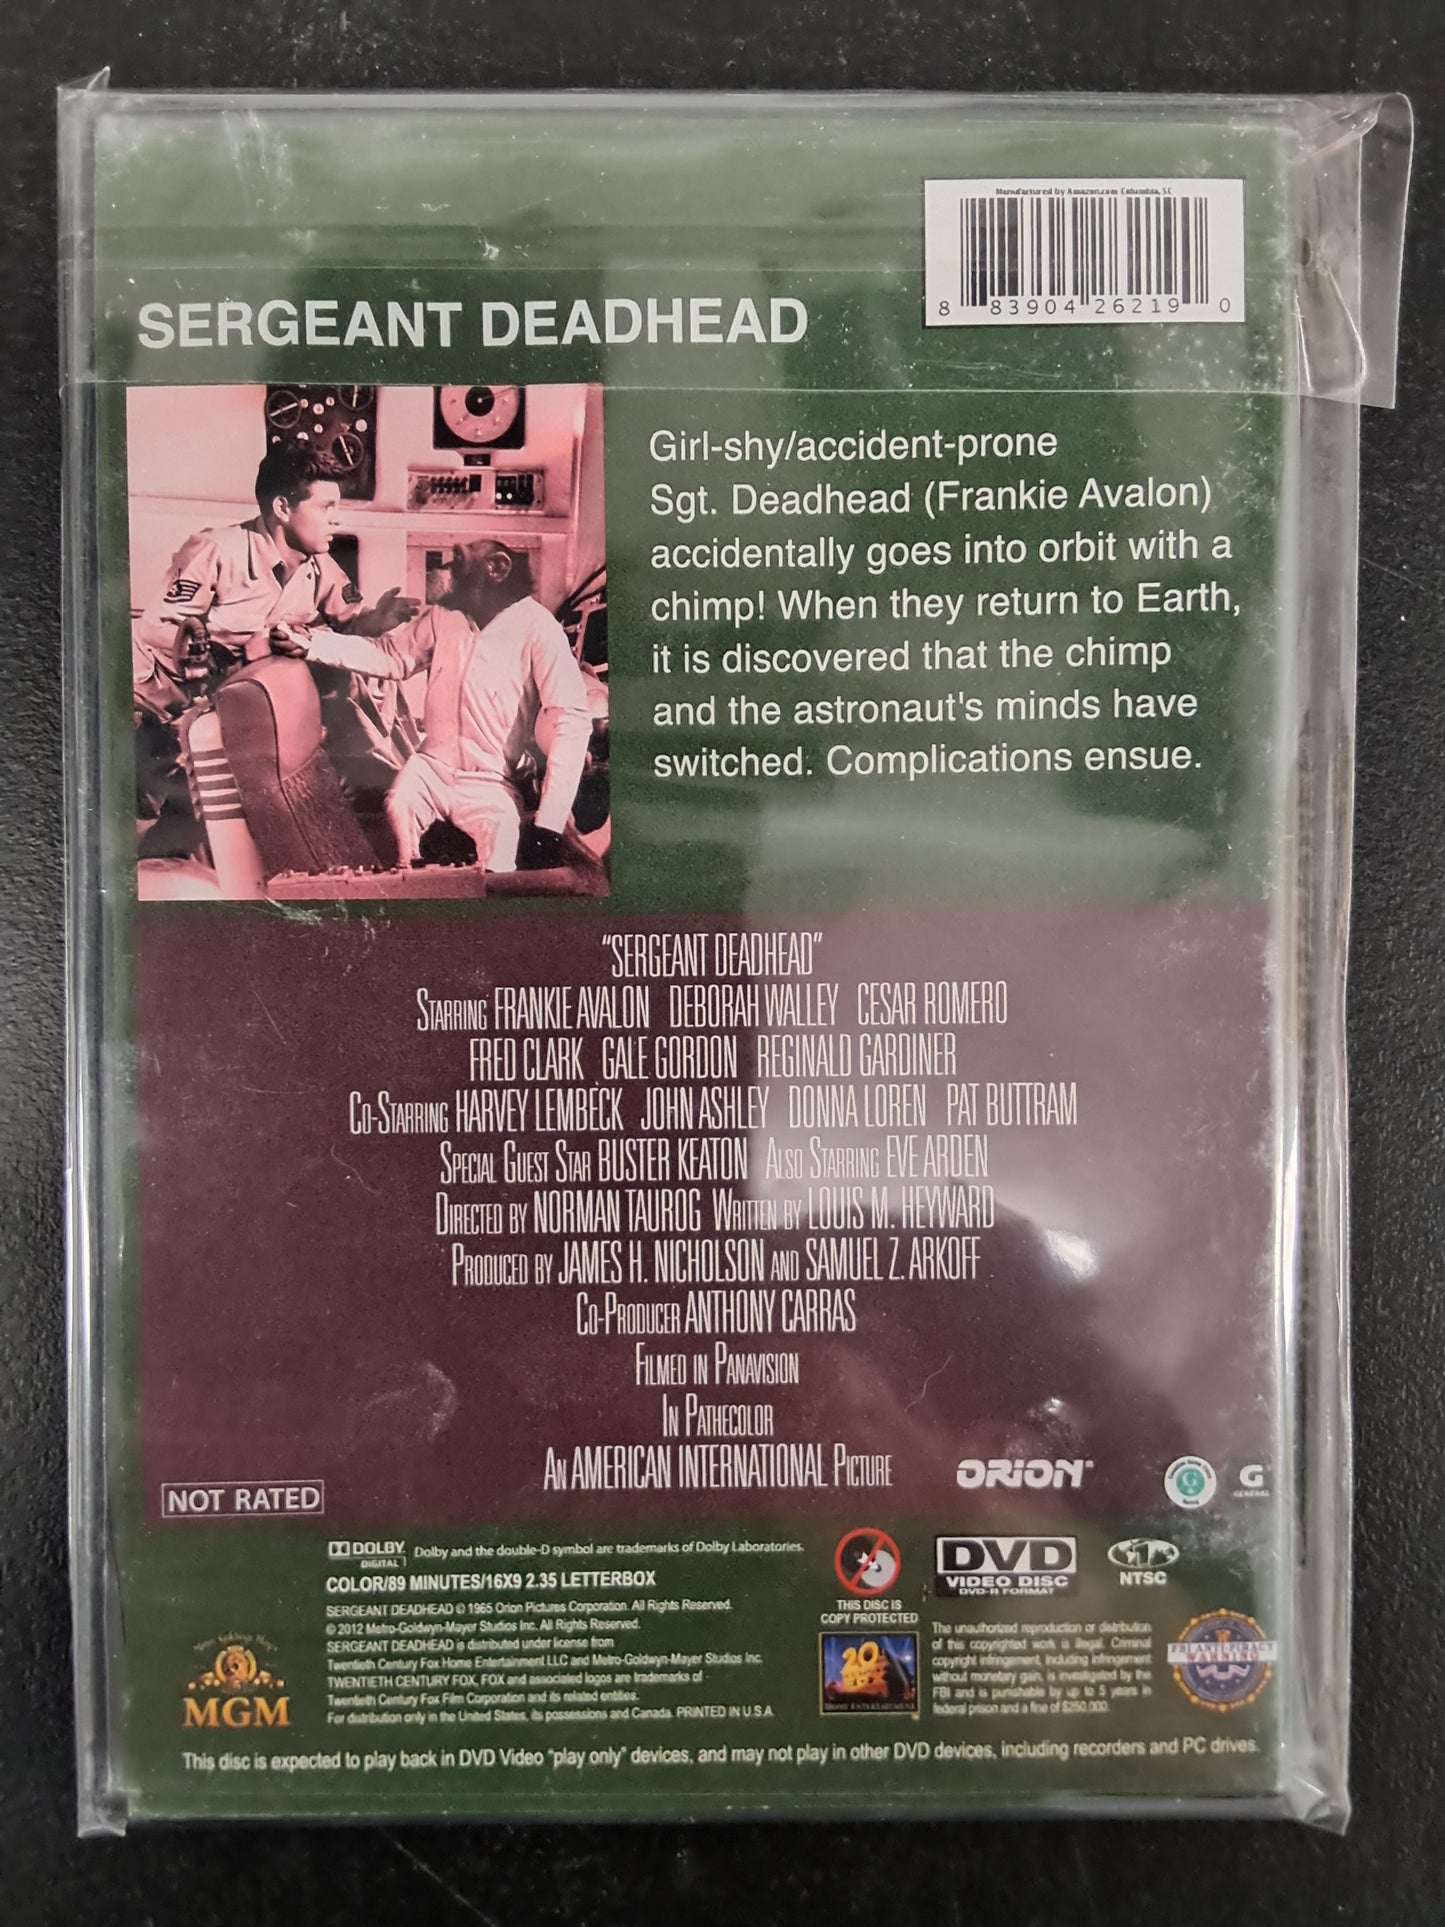 Manufactured by Amazon.com Columbia, SC
8 83904 26219 0
SERGEANT DEADHEAD
Girl-shy/accident-prone
Sgt. Deadhead (Frankie Avalon)
accidentally goes into orbit with a
chimp! When they return to Earth,
it is discovered that the chimp
and the astronaut's minds have
switched. Complications ensue.
"SERGEANT DEADHEAD"
STARRING FRANKIE AVALON DEBORAH WALLEY CESAR ROMERO
FRED CLARK GALE GORDON REGINALD GARDINER
CO-STARRING HARVEY LEMBECK JOHN ASHLEY DONNA LOREN PAT BUTTRAM
SPECIAL GUEST STAR BUSTER KEATON ALSO STARRING EVE ARDEN
DIRECTED BY NORMAN TAUROG WRITTEN BY LOUIS M. HEYWARD
PRODUCED BY JAMES H. NICHOLSON AND SAMUEL Z. ARKOFF
CO-PRODUCER ANTHONY CARRAS
FILMED IN PANAVISION
IN PATHECOLOR
AN AMERICAN INTERNATIONAL PICTURE
ORION
G
G
GENERAL
NOT RATED
DOLBY
DIGITAL
Dolby and the double-D symbol are trademarks of Dolby Laboratories.
COLOR/89 MINUTES/16X9 2.35 LETTERBOX
SERGEANT DEADHEAD © 1965 Orion Pictures Corporation. All Rights Reserved.
© 2012 Metro-Goldwyn-Mayer Studios Inc. All Rights Reserved.
SERGEANT DEADHEAD is distributed under license from
Twentieth Century Fox Home Entertainment LLC and Metro-Goldwyn-Mayer Studios Inc.
TWENTIETH CENTURY FOX, FOX and associated logos are trademarks of
Twentieth Century Fox Film Corporation and its related entities.
For distribution only in the United States, its possessions and Canada. PRINTED IN U.S.A.
MGM
THIS DISC IS
COPY PROTECTED
20
CENTURY
FOX
HOME ENTERTAINMENT
DVD
VIDEO DISC
DVD-R FORMAT
NTSC
The unauthorized reproduction or distribution
of this copyrighted work is illegal. Criminal
copyright infringement, including infringement
without monetary gain, is investigated by the
FBI and is punishable by up to 5 years in
federal prison and a fine of $250,000.
FBI ANTI-PIRACY
WARNING
This disc is expected to play back in DVD Video "play only" devices, and may not play in other DVD devices, including recorders and PC drives.